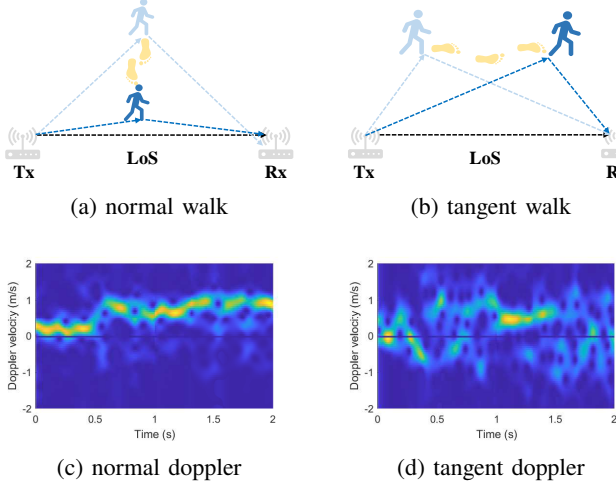 Tx
LoS
Rx
(a) normal walk
Tx
LoS
R
(b) tangent walk
2
1
0
-1
-2
Doppler velocity (m/s)
0
0.5
1
1.5
2
Time (s)
(c) normal doppler
2
1
0
-1
-2
Doppler velocity (m/s)
0
0.5
1
1.5
2
Time (s)
(d) tangent doppler